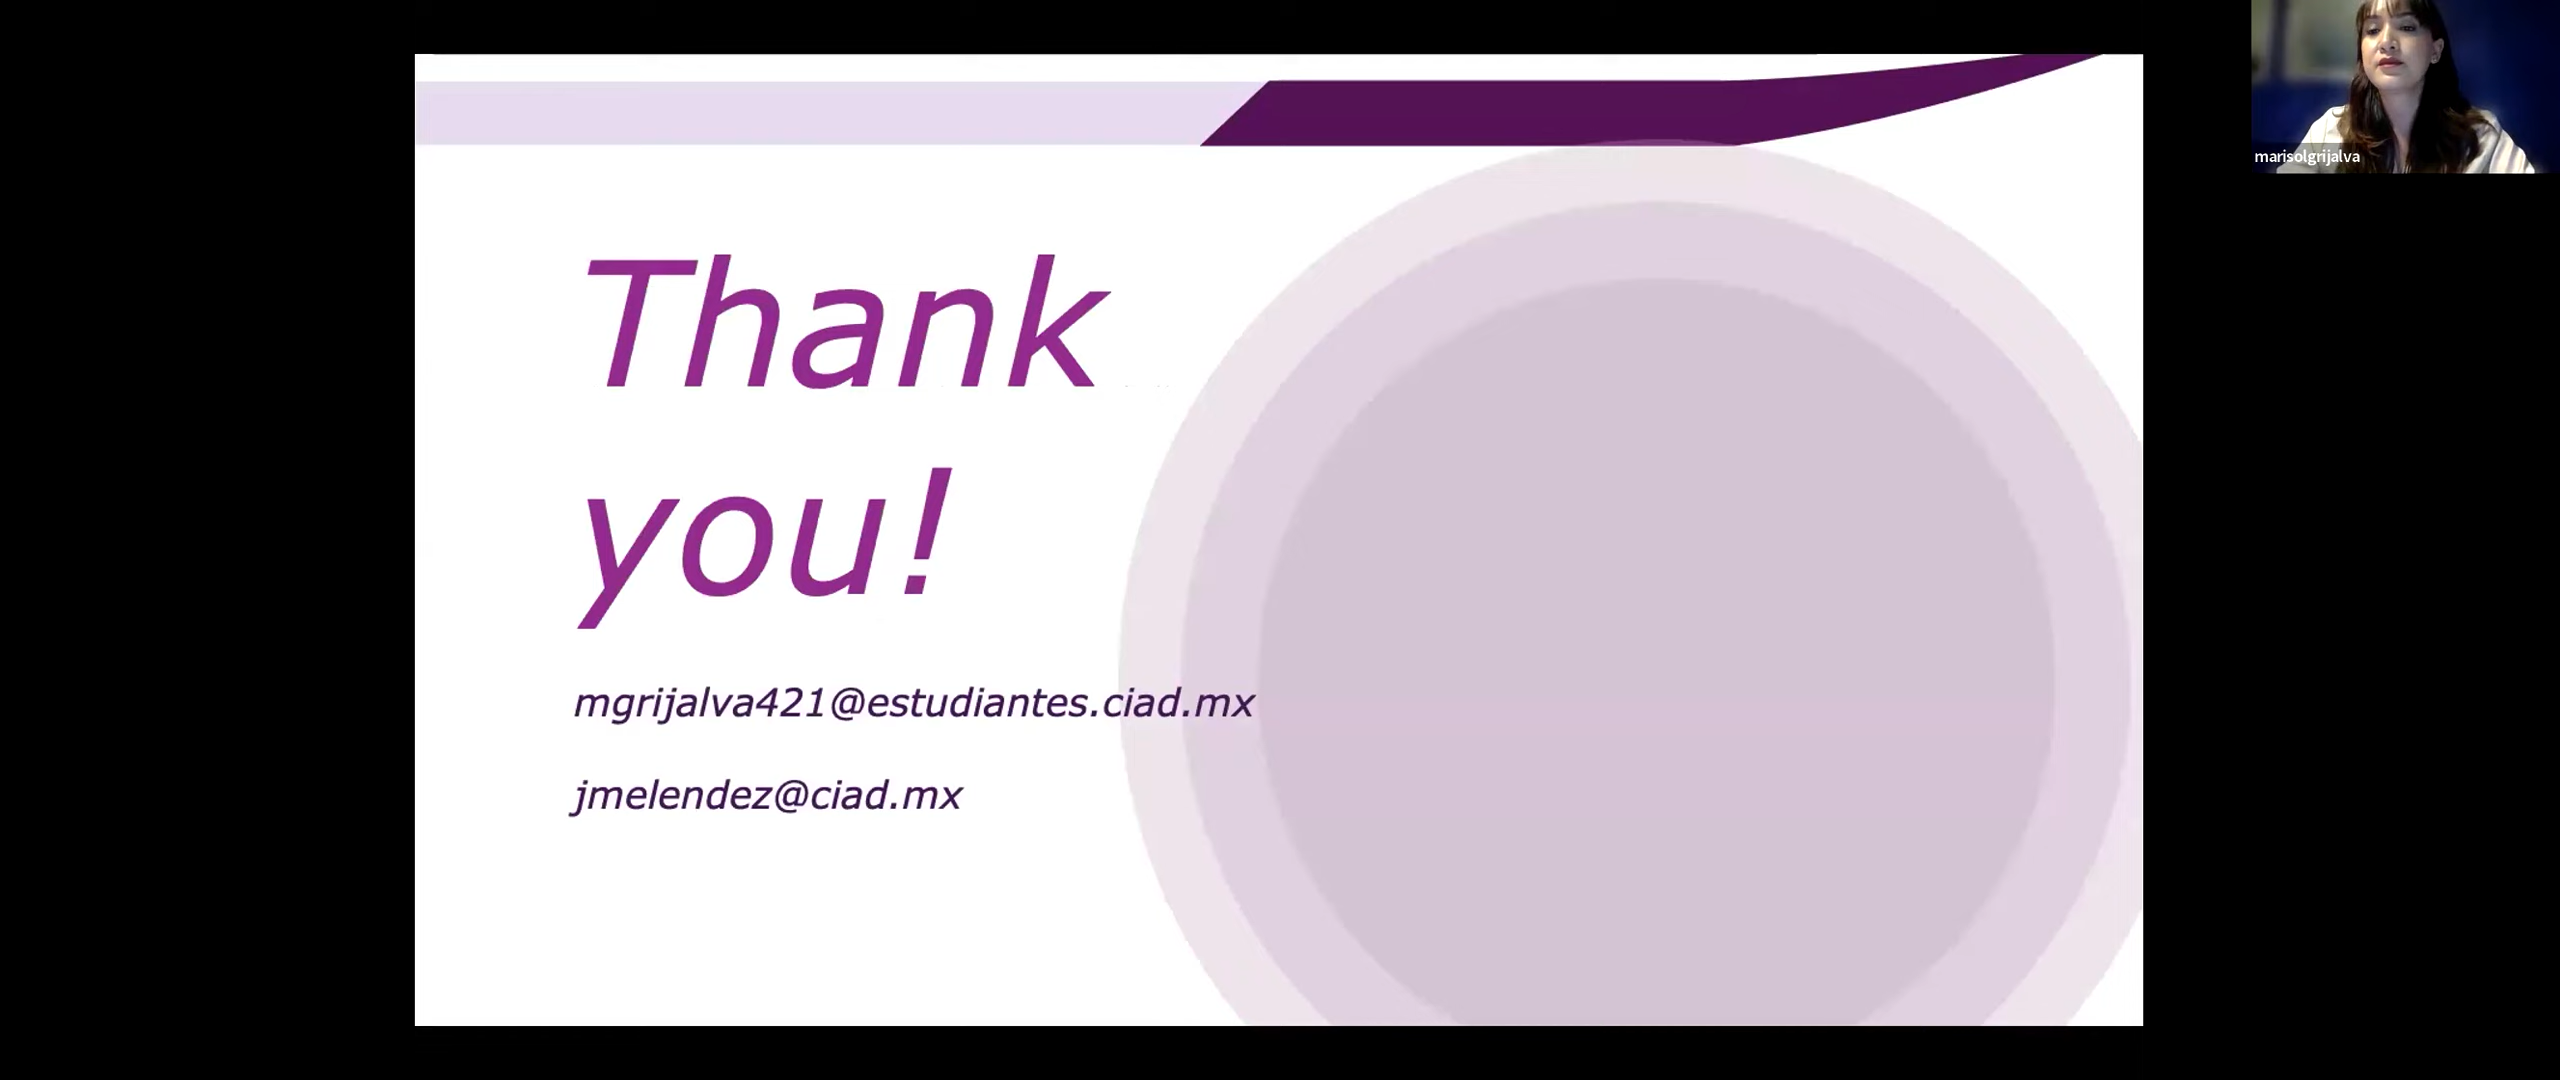 marisolgrijalva
Thank
you!
mgrijalva421@estudiantes.ciad.mx
jmelendez@ciad.mx